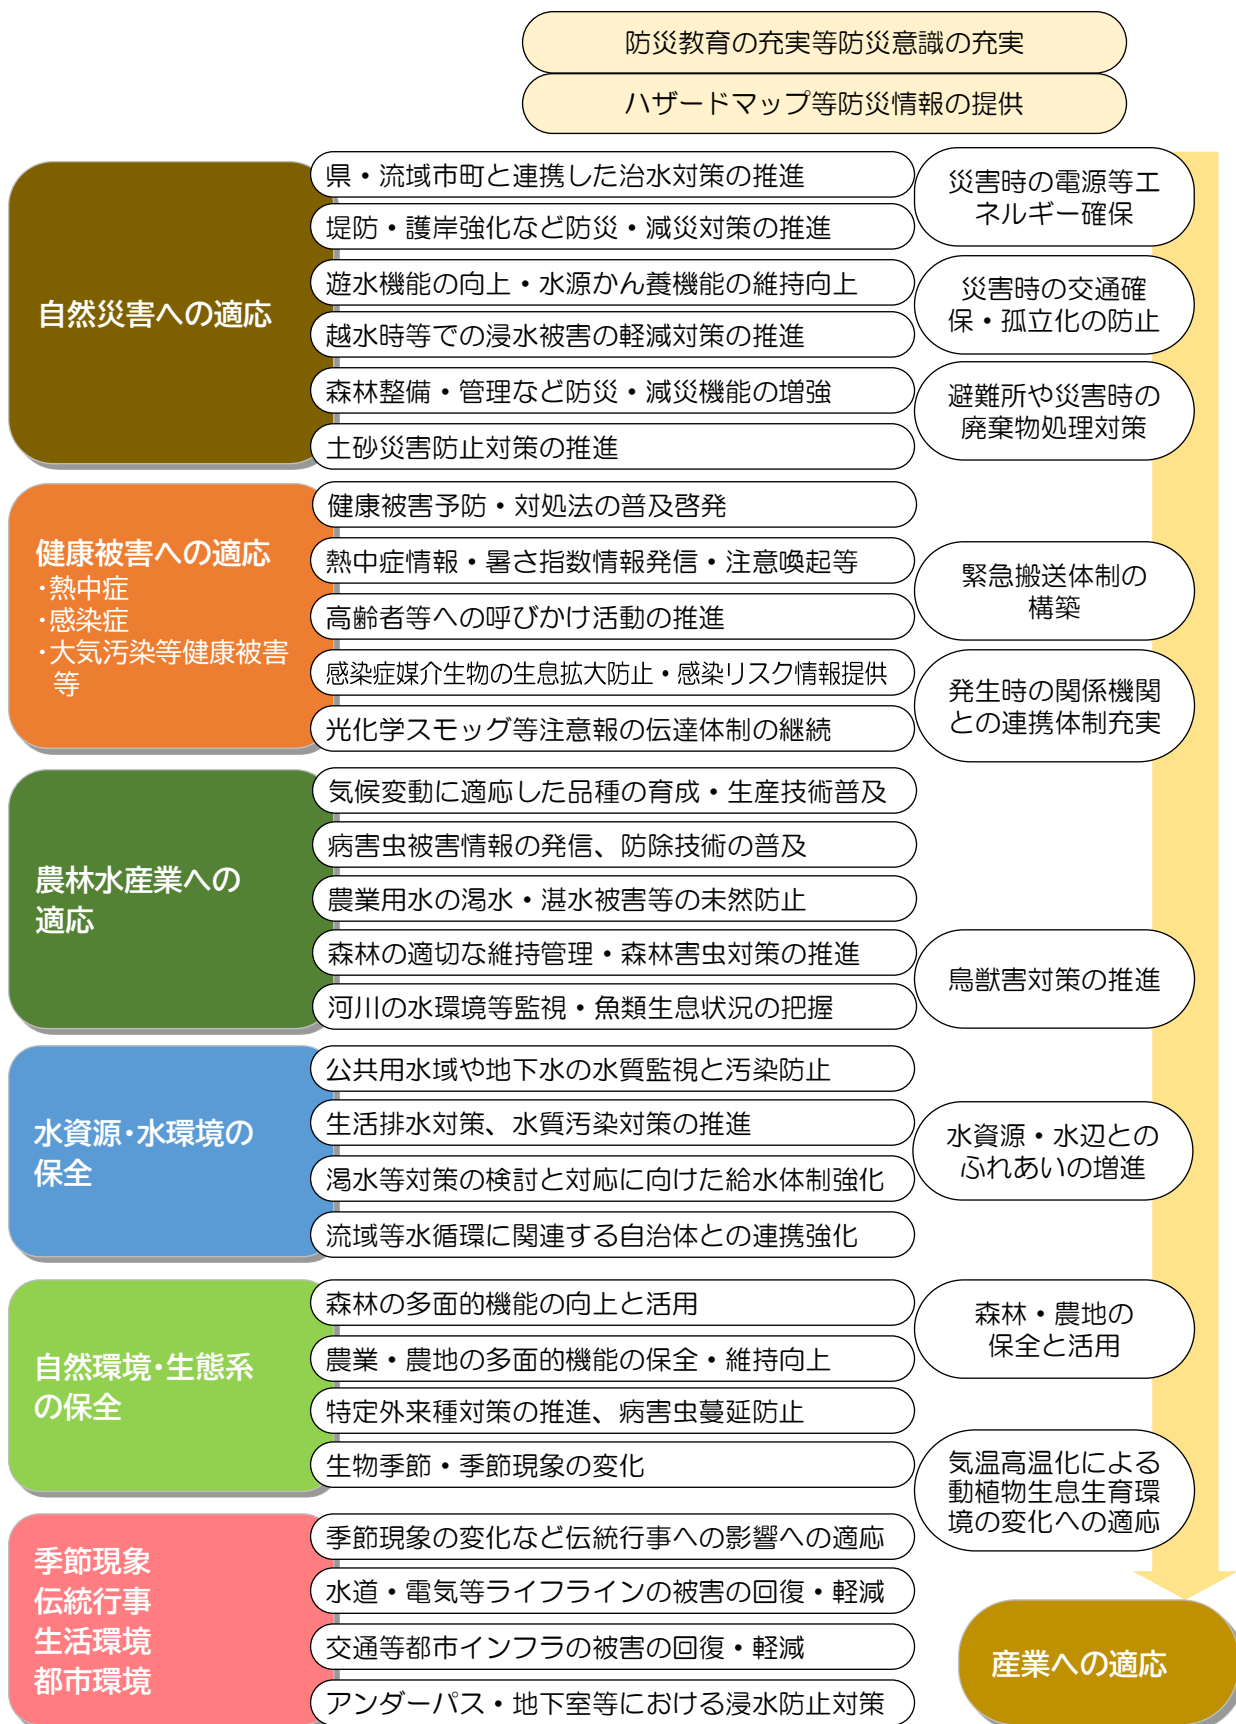 防災教育の充実等防災意識の充実
ハザードマップ等防災情報の提供
自然災害への適応
県・流域市町と連携した治水対策の推進
堤防・護岸強化など防災・減災対策の推進
遊水機能の向上・水源かん養機能の維持向上
越水時等での浸水被害の軽減対策の推進
森林整備・管理など防災・減災機能の増強
土砂災害防止対策の推進
災害時の電源等エ
ネルギー確保
災害時の交通確
保・孤立化の防止
避難所や災害時の
廃棄物処理対策
健康被害への適応
・熱中症
・感染症
・大気汚染等健康被害
等
健康被害予防・対処法の普及啓発
熱中症情報・暑さ指数情報発信・注意喚起等
高齢者等への呼びかけ活動の推進
感染症媒介生物の生息拡大防止・感染リスク情報提供
光化学スモッグ等注意報の伝達体制の継続
緊急搬送体制の
構築
発生時の関係機関
との連携体制充実
農林水産業への
適応
気候変動に適応した品種の育成・生産技術普及
病害虫被害情報の発信、防除技術の普及
農業用水の渇水・湛水被害等の未然防止
森林の適切な維持管理・森林害虫対策の推進
河川の水環境等監視・魚類生息状況の把握
鳥獣害対策の推進
水資源・水環境の
保全
公共用水域や地下水の水質監視と汚染防止
生活排水対策、水質汚染対策の推進
渇水等対策の検討と対応に向けた給水体制強化
流域等水循環に関連する自治体との連携強化
水資源・水辺との
ふれあいの増進
自然環境・生態系
の保全
森林の多面的機能の向上と活用
農業・農地の多面的機能の保全・維持向上
特定外来種対策の推進、病害虫蔓延防止
生物季節・季節現象の変化
森林・農地の
保全と活用
気温高温化による
動植物生息生育環
境の変化への適応
季節現象
伝統行事
生活環境
都市環境
季節現象の変化など伝統行事への影響への適応
水道・電気等ライフラインの被害の回復・軽減
交通等都市インフラの被害の回復・軽減
アンダーパス・地下室等における浸水防止対策
産業への適応